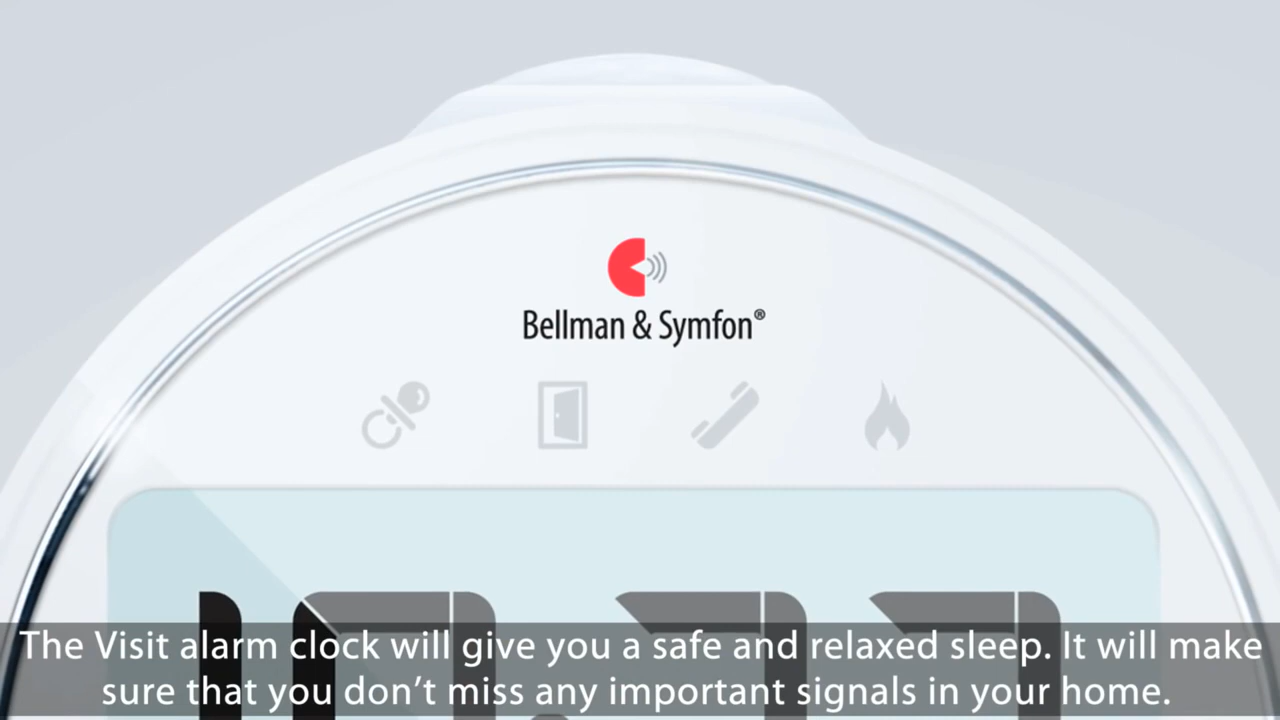 Bellman & Symfon®
The Visit alarm clock will give you a safe and relaxed sleep. It will make
sure that you don’t miss any important signals in your home.